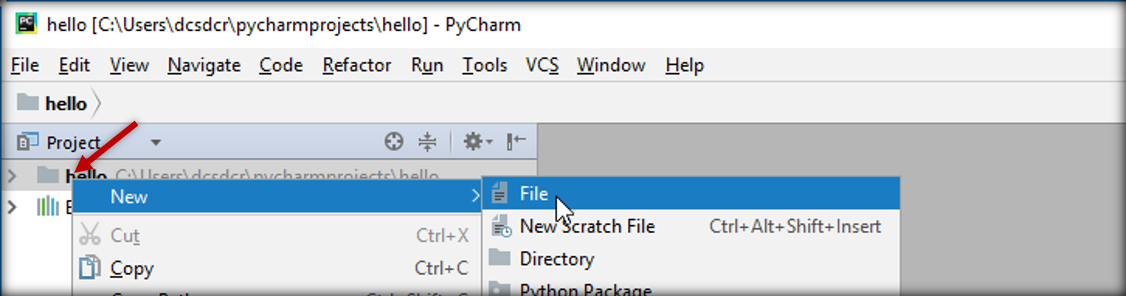 hello [C:\Users\dcsdcr\pycharmprojects\hello] - PyCharm
File Edit View Navigate Code Refactor Run Tools VCS Window Help
hello
Project
hello C:\Users\dcsdcr\pycharmprojects\hello
New
File
Cut Ctrl+X
New Scratch File Ctrl+Alt+Shift+Insert
Copy Ctrl+C
Directory
Python Package